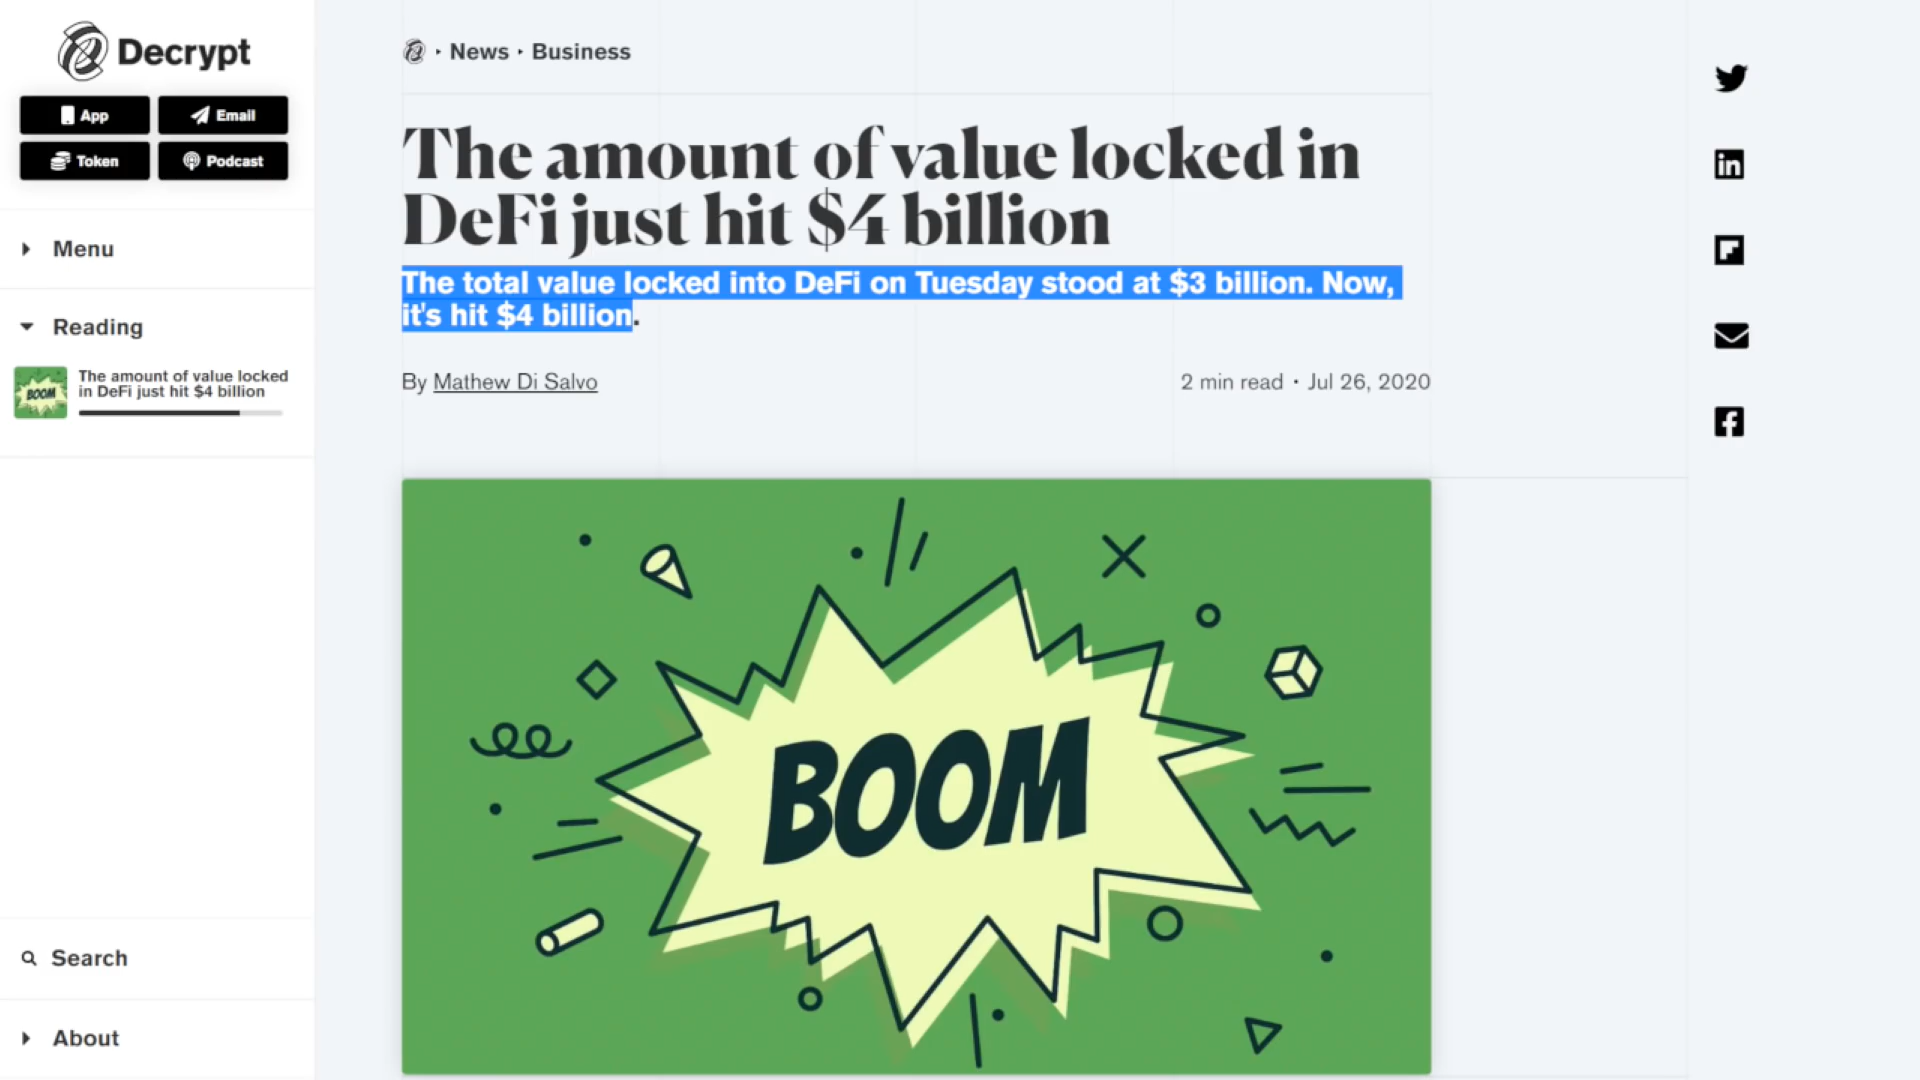 Decrypt
App
Email
Token
Podcast
Menu
Reading
The amount of value locked
in DeFi just hit $4 billion
Search
About
· News · Business
The amount of value locked in
DeFi just hit $4 billion
The total value locked into DeFi on Tuesday stood at $3 billion. Now,
it's hit $4 billion.
By Mathew Di Salvo
2 min read · Jul 26, 2020
BOOM
BOOM